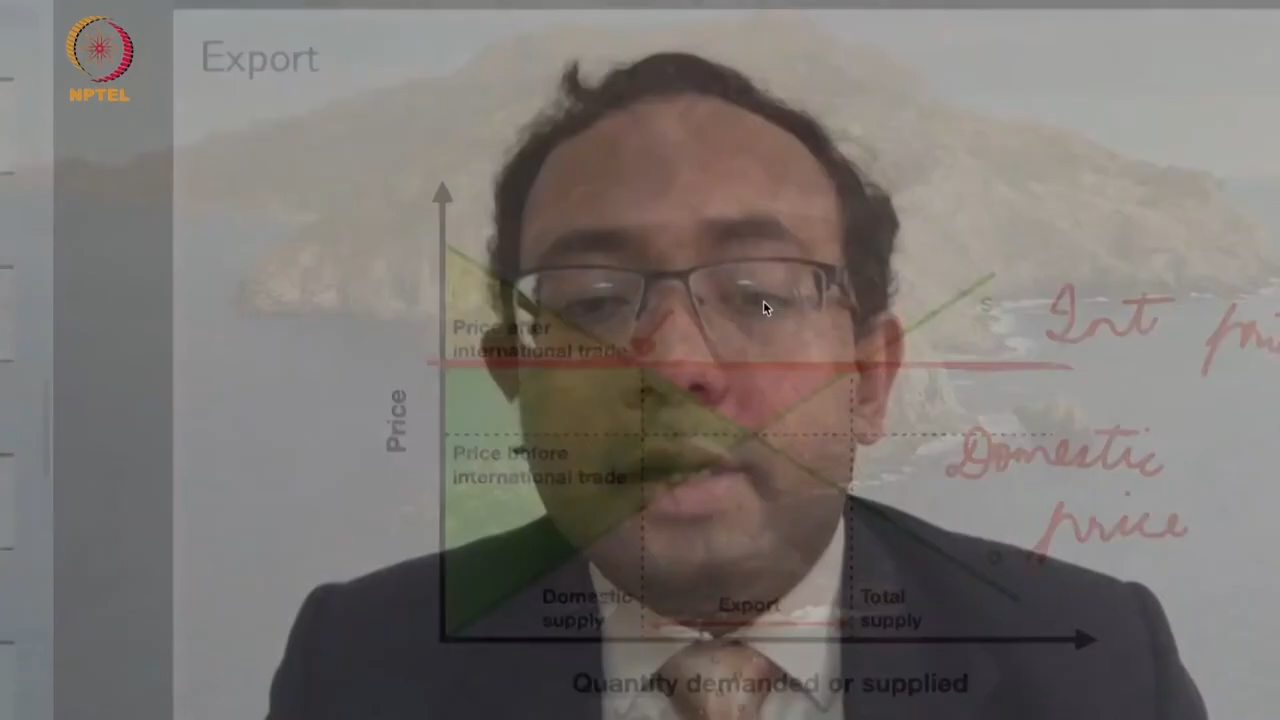 NPTEL
Export
S
Int
Price after
international trade
Price
Domestic
price
Price before
international trade
D
Domestic
supply
Export
Total
supply
Quantity demanded or supplied